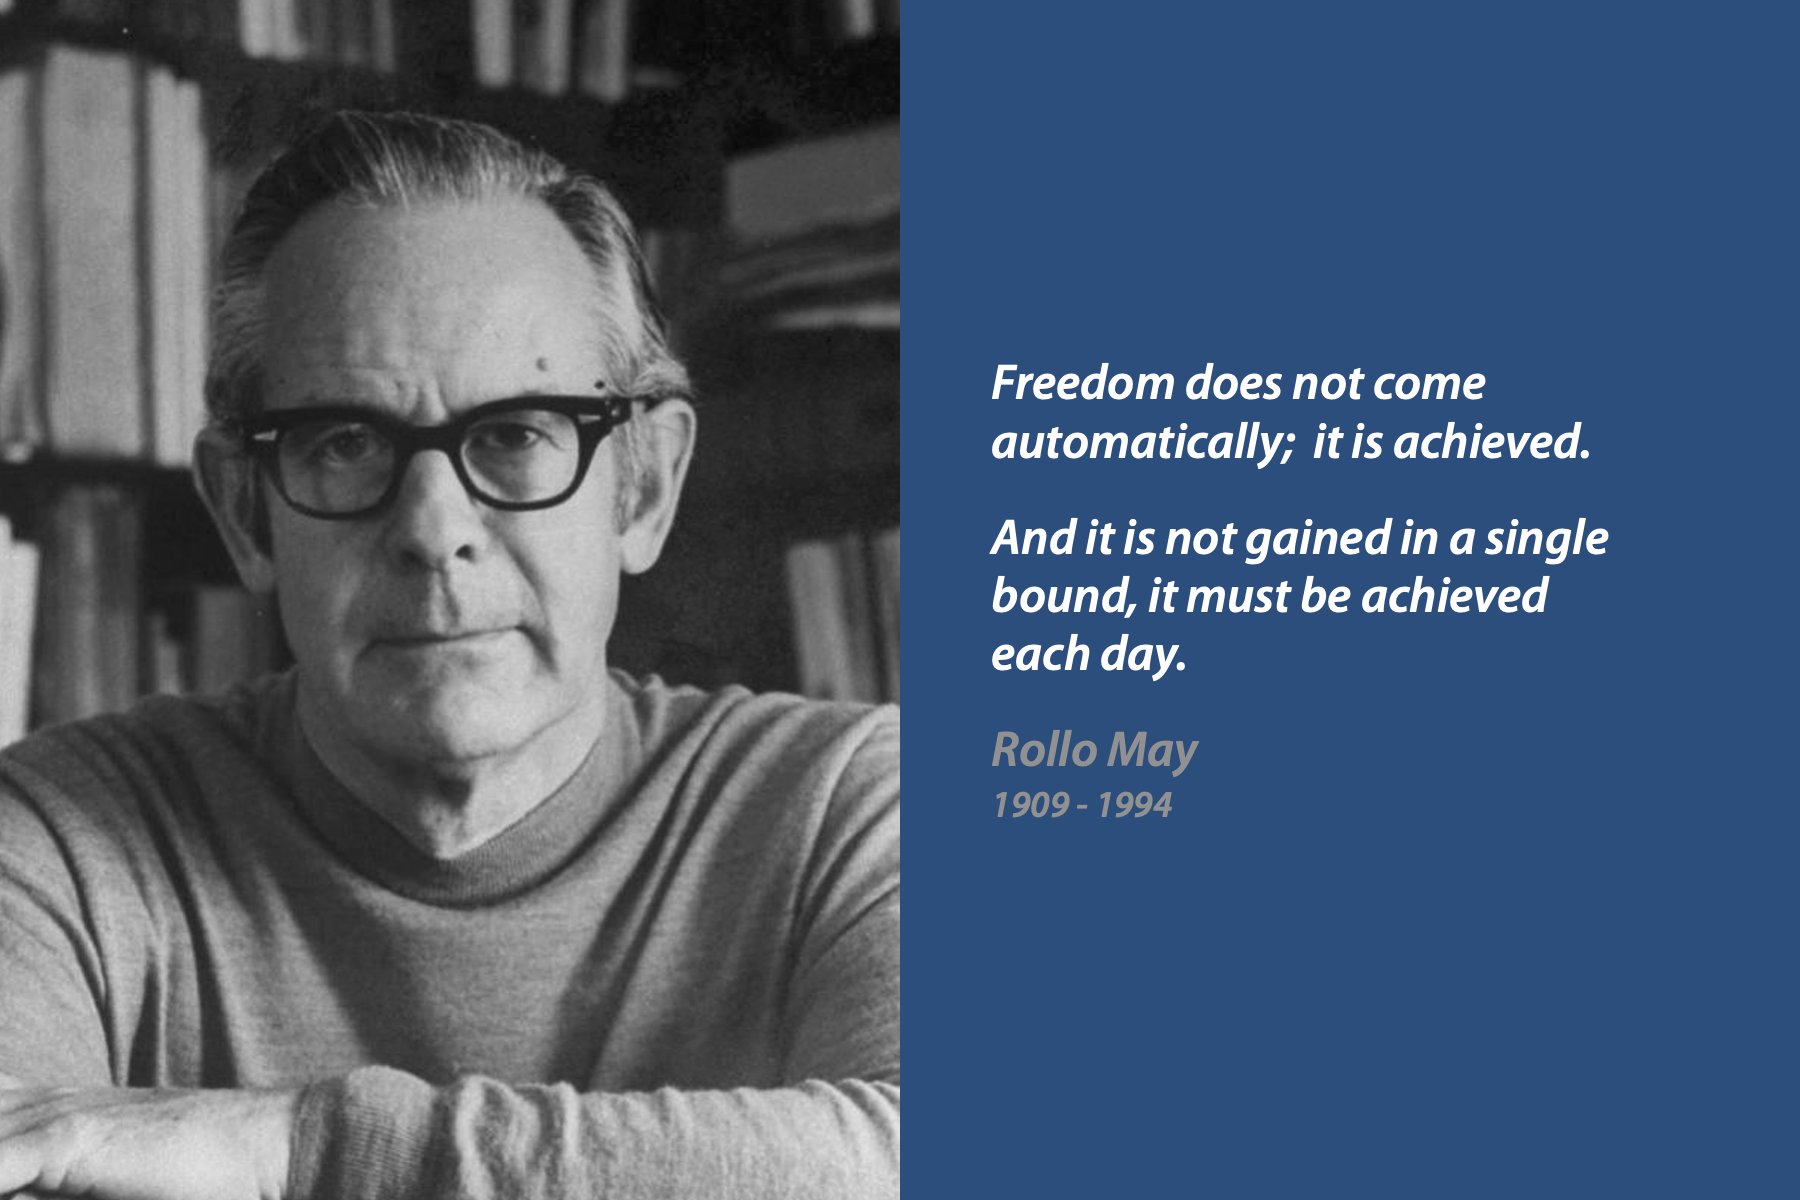 Freedom does not come
automatically;  it is achieved.
And it is not gained in a single
bound, it must be achieved
each day.
Rollo May
1909 - 1994